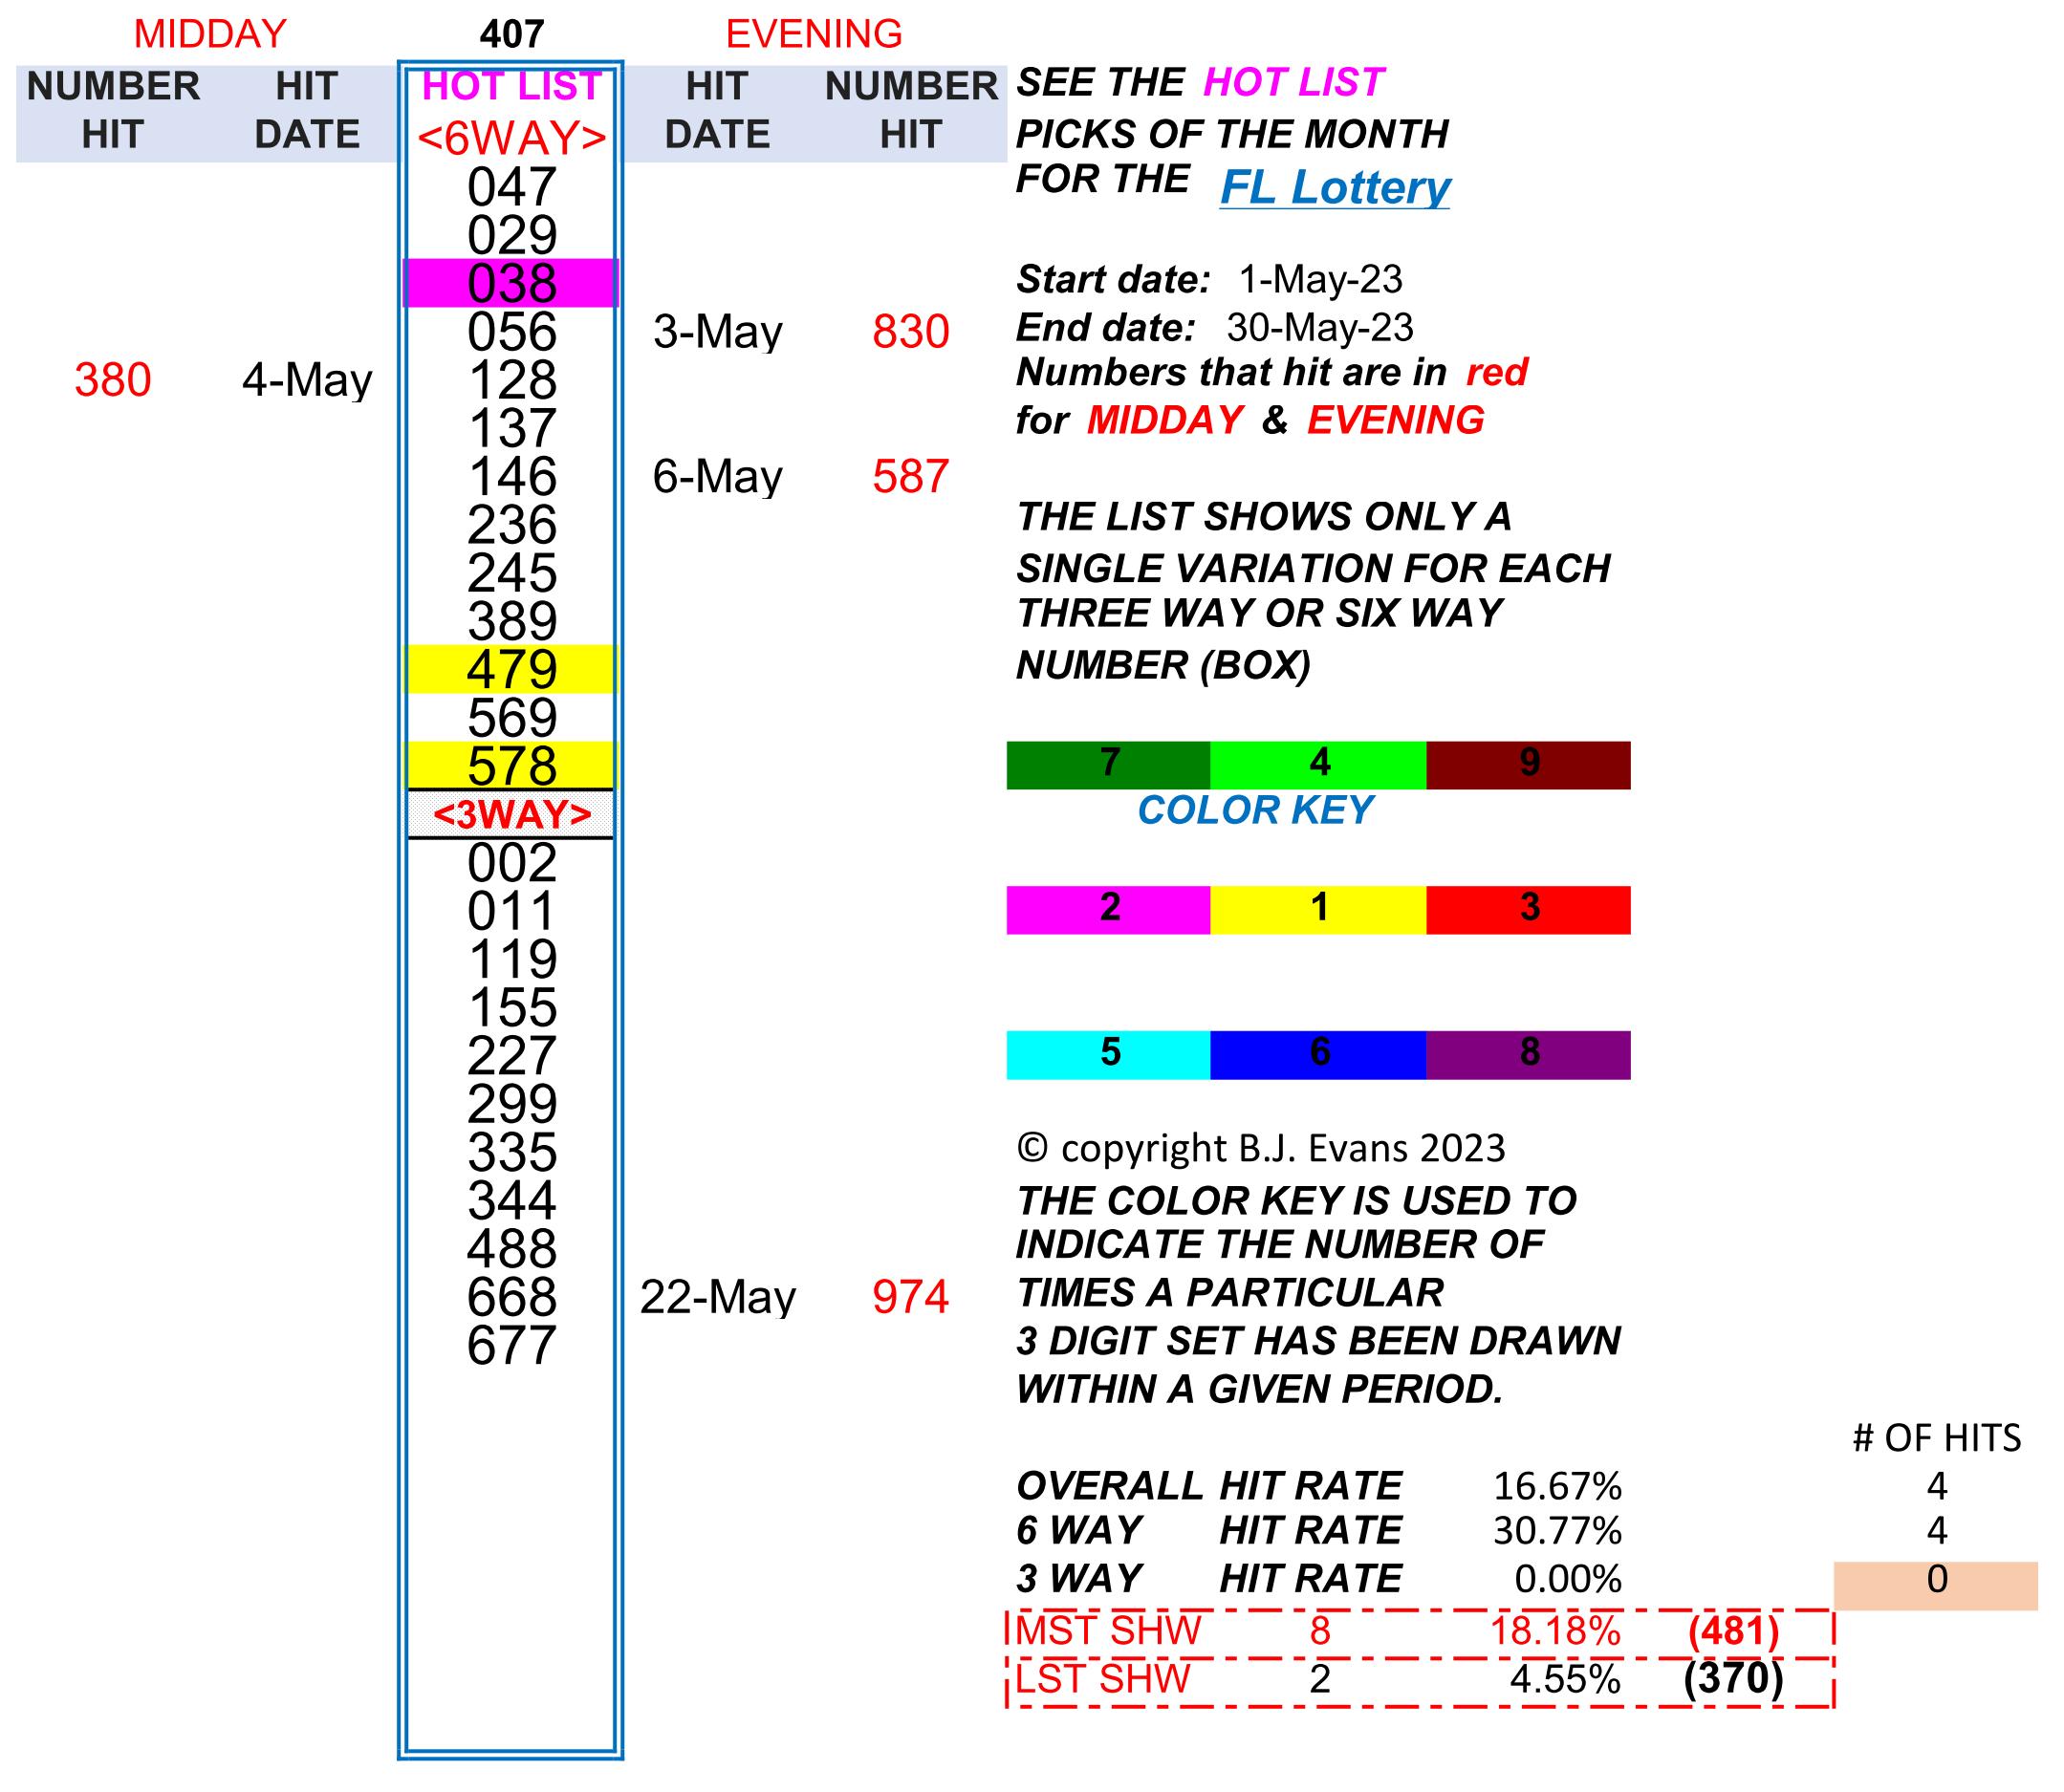 MIDDAY 407 EVENING
NUMBER HIT HOT LIST HIT NUMBER SEE THE HOT LIST
HIT DATE <6WAY> DATE HIT PICKS OF THE MONTH
047 FOR THE FL Lottery
029
038 Start date: 1-May-23
056 3-May 830 End date: 30-May-23
380 4-May 128 Numbers that hit are in red
137 for MIDDAY & EVENING
146 6-May 587
236 THE LIST SHOWS ONLY A
245 SINGLE VARIATION FOR EACH
389 THREE WAY OR SIX WAY
479 NUMBER (BOX)
569
578 7 4 9
<3WAY> COLOR KEY
002
011 2 1 3
119
155
227 5 6 8
299
335 © copyright B.J. Evans 2023
344 THE COLOR KEY IS USED TO
488 INDICATE THE NUMBER OF
668 22-May 974 TIMES A PARTICULAR
677 3 DIGIT SET HAS BEEN DRAWN
WITHIN A GIVEN PERIOD.
# OF HITS
OVERALL HIT RATE 16.67% 4
6 WAY HIT RATE 30.77% 4
3 WAY HIT RATE 0.00% 0
MST SHW 8 18.18% (481)
LST SHW 2 4.55% (370)